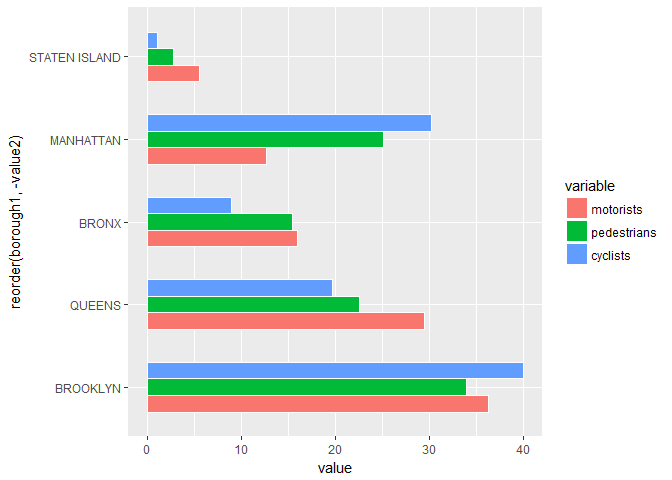 STATEN ISLAND
MANHATTAN
BRONX
QUEENS
BROOKLYN
reorder(borough1, -value2)
0 10 20 30 40
value
variable
motorists
pedestrians
cyclists